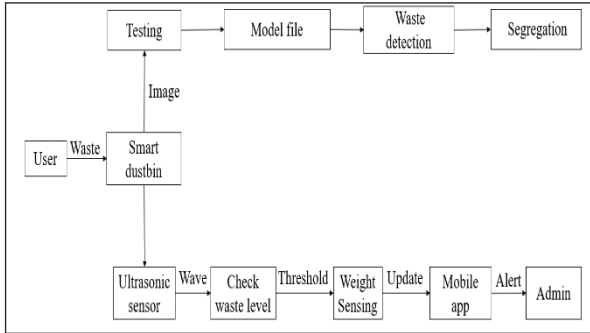 Testing
Model file
Waste
detection
Segregation
Image
User
Waste
Smart
dustbin
Ultrasonic
sensor
Wave
Check
waste level
Threshold
Weight
Sensing
Update
Mobile
app
Alert
Admin